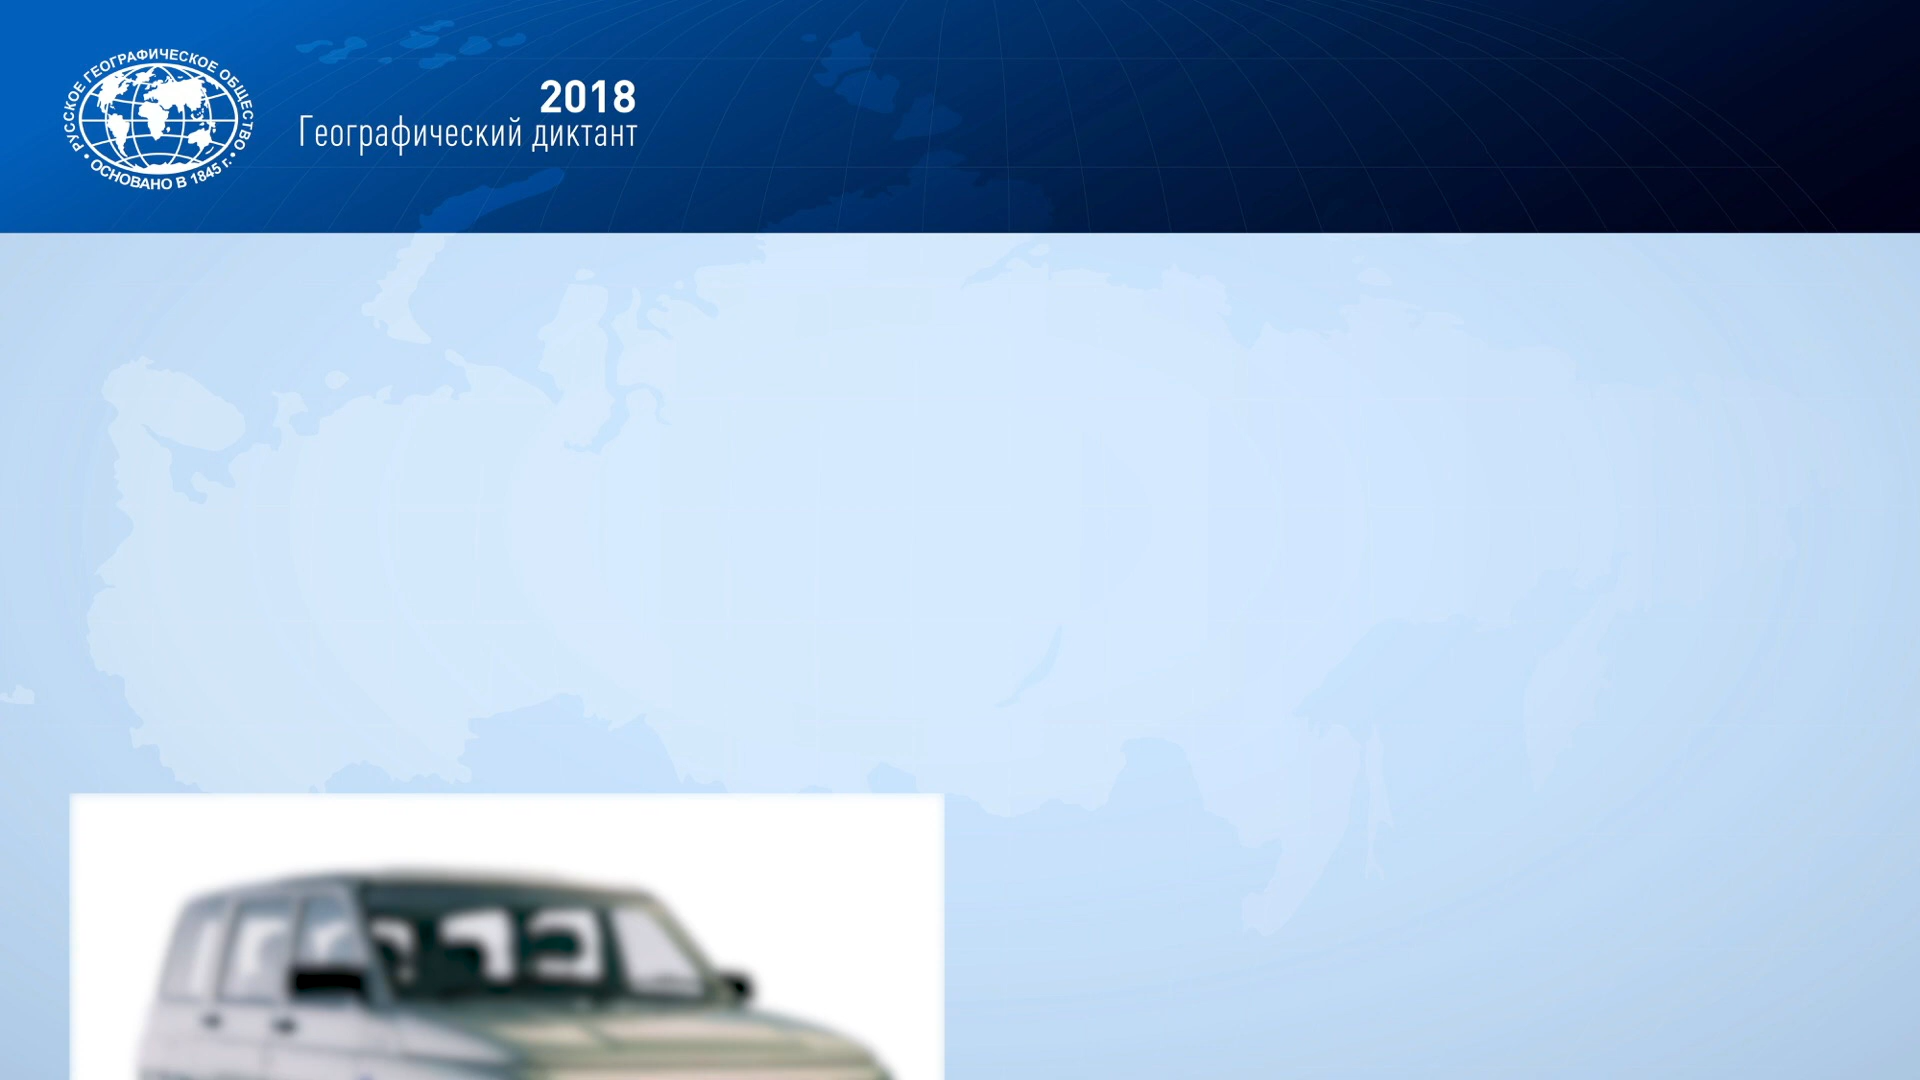 РУССКОЕ ГЕОГРАФИЧЕСКОЕ ОБЩЕСТВО
• ОСНОВАНО В 1845 г. •
2018
Географический диктант